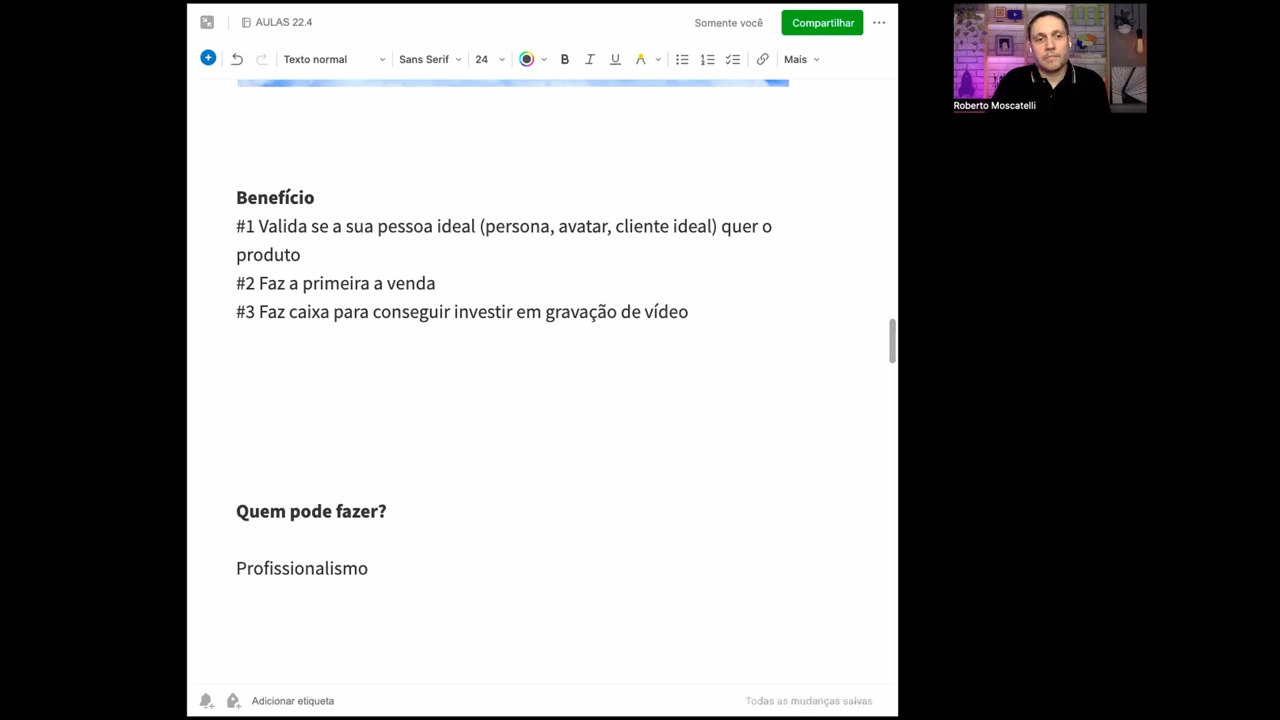 AULAS 22.4
Somente você
Compartilhar
Texto normal
Sans Serif
24
B
I
U
A
Mais
Roberto Moscatelli
Benefício
#1 Valida se a sua pessoa ideal (persona, avatar, cliente ideal) quer o
produto
#2 Faz a primeira a venda
#3 Faz caixa para conseguir investir em gravação de vídeo
Quem pode fazer?
Profissionalismo
Adicionar etiqueta
Todas as mudanças salvas